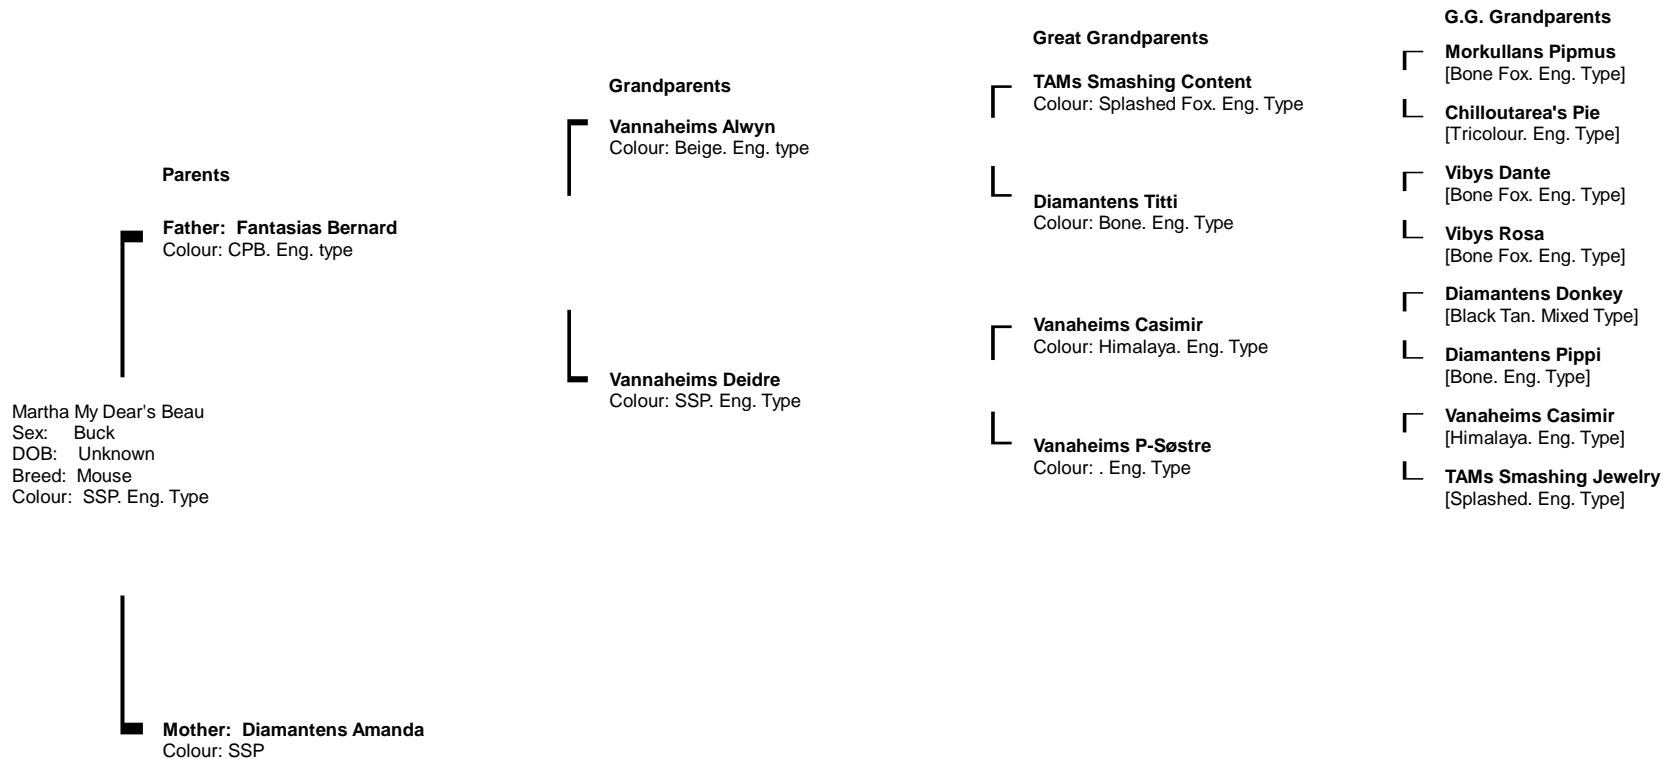 Martha My Dear's Beau
Sex: Buck
DOB: Unknown
Breed: Mouse
Colour: SSP. Eng. Type
Parents
Father: Fantasias Bernard
Colour: CPB. Eng. type
Mother: Diamantens Amanda
Colour: SSP
Grandparents
Vannaheims Alwyn
Colour: Beige. Eng. type
Vannaheims Deidre
Colour: SSP. Eng. Type
Great Grandparents
TAMs Smashing Content
Colour: Splashed Fox. Eng. Type
Diamantens Titti
Colour: Bone. Eng. Type
Vanaheims Casimir
Colour: Himalaya. Eng. Type
Vanaheims P-Søstre
Colour: . Eng. Type
G.G. Grandparents
Morkullans Pipmus
[Bone Fox. Eng. Type]
Chilloutarea's Pie
[Tricolour. Eng. Type]
Vibys Dante
[Bone Fox. Eng. Type]
Vibys Rosa
[Bone Fox. Eng. Type]
Diamantens Donkey
[Black Tan. Mixed Type]
Diamantens Pippi
[Bone. Eng. Type]
Vanaheims Casimir
[Himalaya. Eng. Type]
TAMs Smashing Jewelry
[Splashed. Eng. Type]